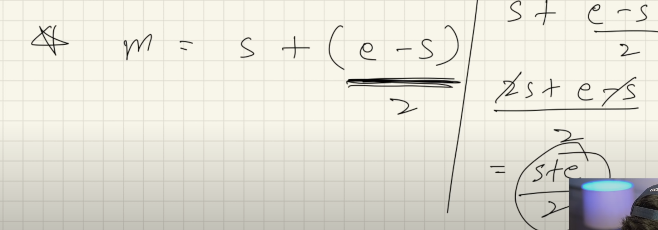 ☆ m = s + (e - s)
2
s + e - s
2
2s + e - s
2
= s + e
2